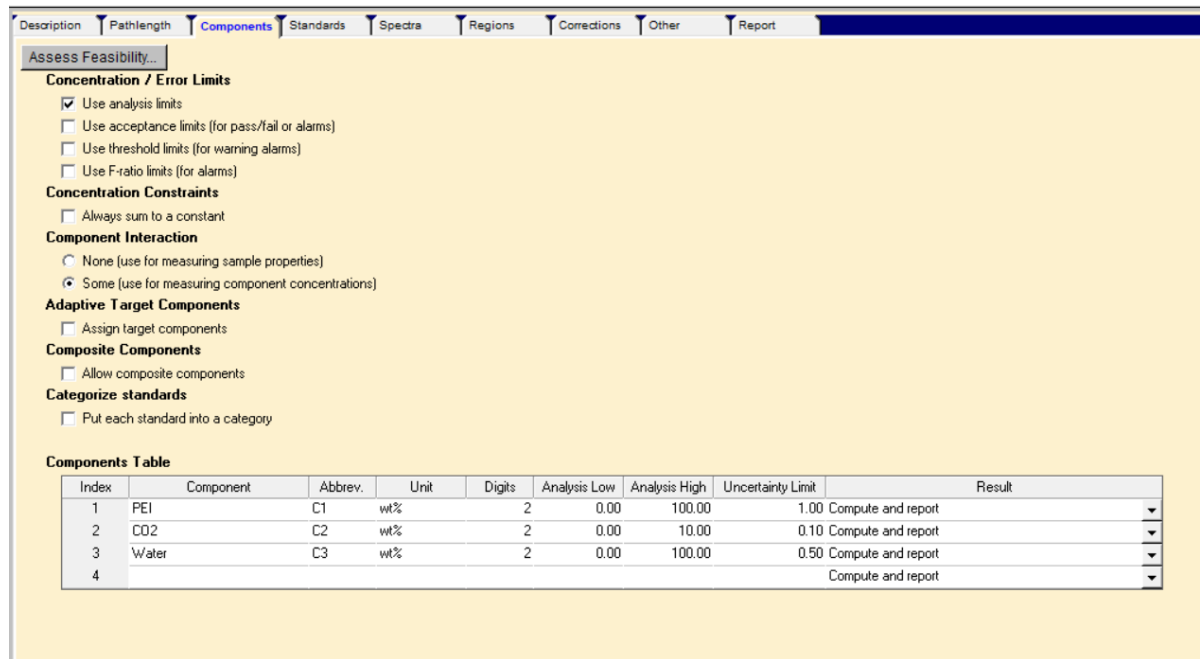 Description Pathlength Components Standards Spectra Regions Corrections Other Report
Assess Feasibility...
Concentration / Error Limits
Use analysis limits
Use acceptance limits (for pass/fail or alarms)
Use threshold limits (for warning alarms)
Use F-ratio limits (for alarms)
Concentration Constraints
Always sum to a constant
Component Interaction
None (use for measuring sample properties)
Some (use for measuring component concentrations)
Adaptive Target Components
Assign target components
Composite Components
Allow composite components
Categorize standards
Put each standard into a category
Components Table
Index Component Abbrev. Unit Digits Analysis Low Analysis High Uncertainty Limit Result
1 PEI C1 wt% 2 0.00 100.00 1.00 Compute and report
2 CO2 C2 wt% 2 0.00 10.00 0.10 Compute and report
3 Water C3 wt% 2 0.00 100.00 0.50 Compute and report
4 Compute and report